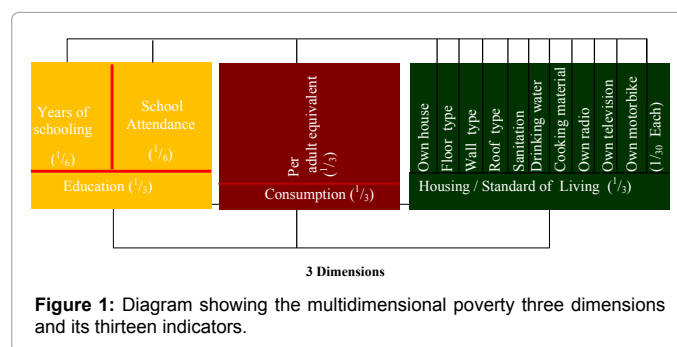 Years of
schooling
(1/6)
School
Attendance
(1/6)
Education (1/3)
Per
adult equivalent
(1/3)
Consumption (1/3)
Own house
Floor type
Wall type
Roof type
Sanitation
Drinking water
Cooking material
Own radio
Own television
Own motorbike
(1/30 Each)
Housing / Standard of Living (1/3)
3 Dimensions
Figure 1: Diagram showing the multidimensional poverty three dimensions
and its thirteen indicators.